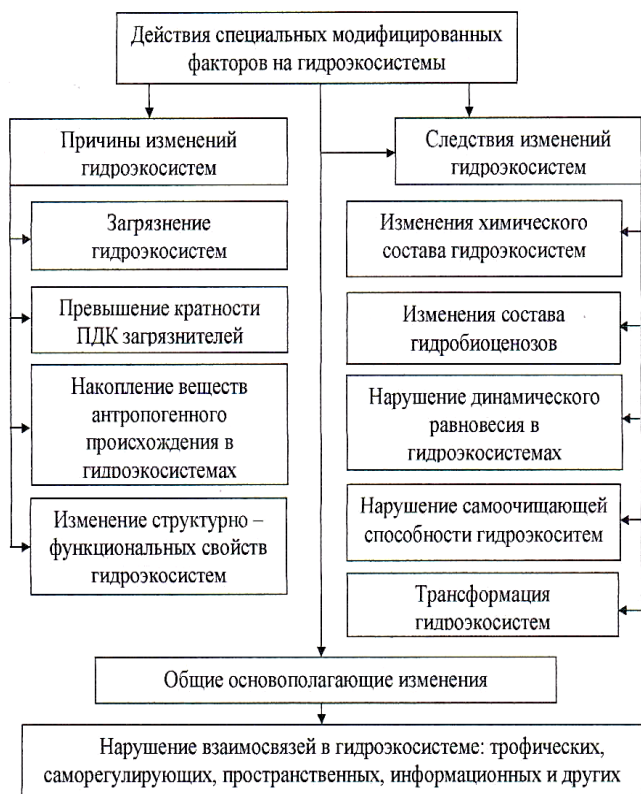 Действия специальных модифицированных
факторов на гидроэкосистемы
Причины изменений
гидроэкосистем
Загрязнение
гидроэкосистем
Превышение кратности
ПДК загрязнителей
Накопление веществ
антропогенного
происхождения в
гидроэкосистемах
Изменение структурно –
функциональных свойств
гидроэкосистем
Следствия изменений
гидроэкосистем
Изменения химического
состава гидроэкосистем
Изменения состава
гидробиоценозов
Нарушение динамического
равновесия в
гидроэкосистемах
Нарушение самоочищающей
способности гидроэкоситем
Трансформация
гидроэкосистем
Общие основополагающие изменения
Нарушение взаимосвязей в гидроэкосистеме: трофических,
саморегулирующих, пространственных, информационных и других